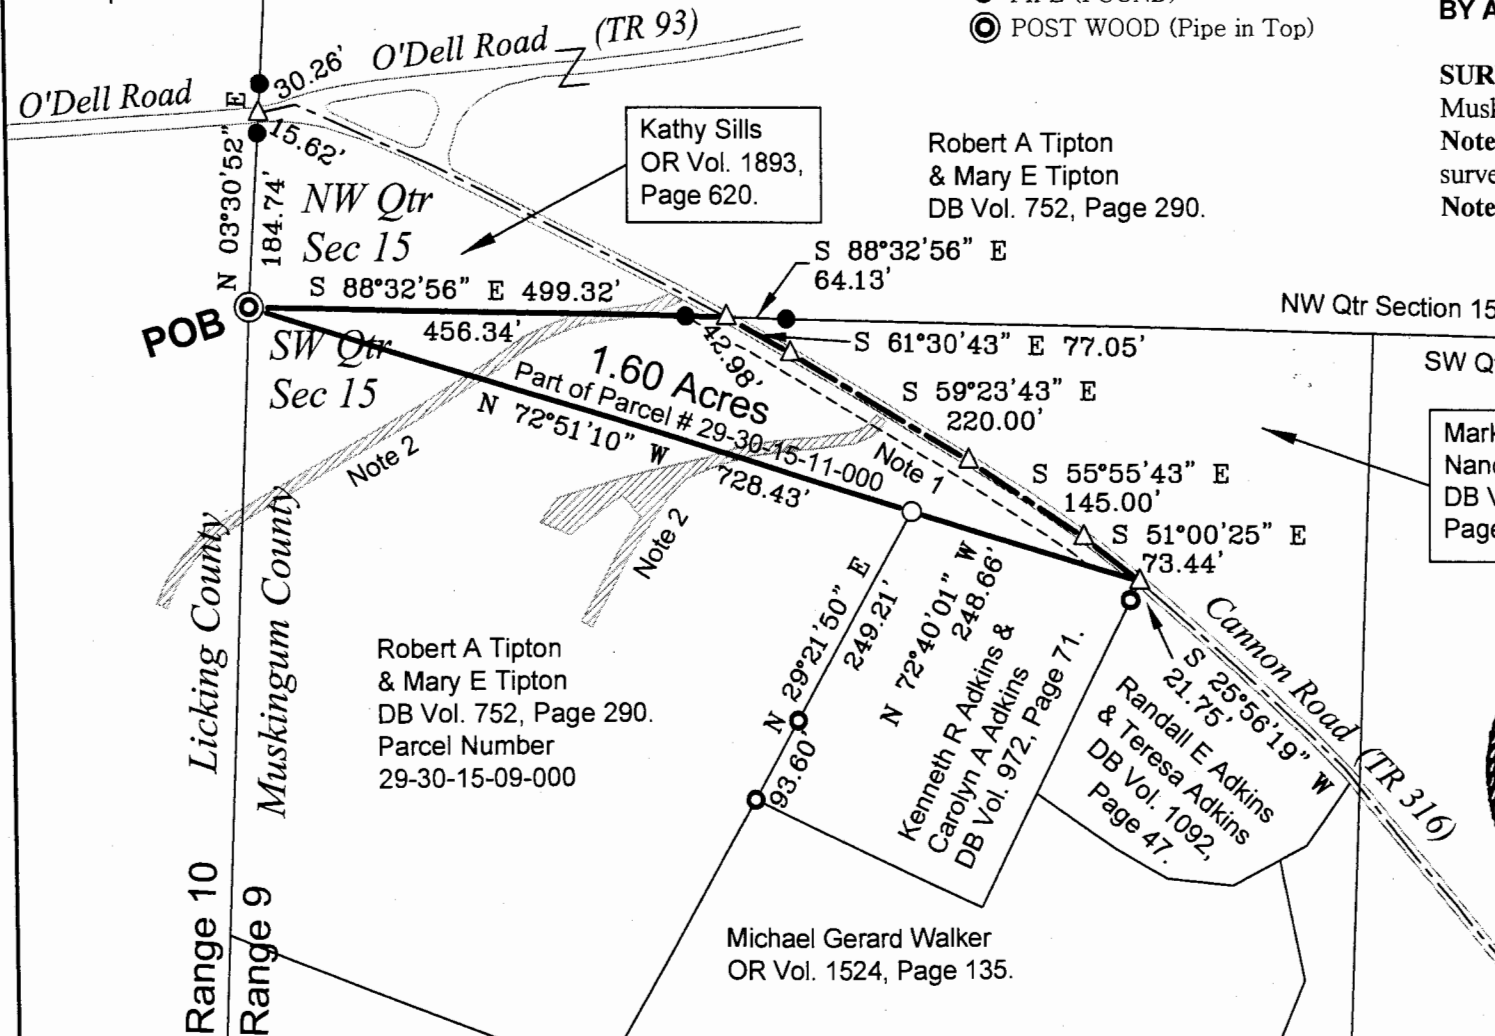 PIPE (FOUND)
POST WOOD (Pipe in Top)
BY A
SUR
Mus
Note
surve
Note
O'Dell Road (TR 93)
O'Dell Road
30.26'
15.62'
N 03°30'52" E
184.74'
NW Qtr
Sec 15
Kathy Sills
OR Vol. 1893,
Page 620.
Robert A Tipton
& Mary E Tipton
DB Vol. 752, Page 290.
S 88°32'56" E
64.13'
S 88°32'56" E 499.32'
456.34'
42.98'
NW Qtr Section 15
SW Q
POB
SW Qtr
Sec 15
1.60 Acres
Part of Parcel # 29-30-15-11-000
S 61°30'43" E 77.05'
S 59°23'43" E
220.00'
S 55°55'43" E
145.00'
S 51°00'25" E
73.44'
Mark
Nanc
DB V
Page
N 72°51'10" W
728.43'
Note 2
Note 1
Note 2
Licking County
Muskingum County
Robert A Tipton
& Mary E Tipton
DB Vol. 752, Page 290.
Parcel Number
29-30-15-09-000
N 29°21'50" E
249.21'
93.60'
N 72°40'01" W
248.66'
Kenneth R Adkins &
Carolyn A Adkins
DB Vol. 972, Page 71.
S 25°56'19" W
21.75'
Randall E Adkins
& Teresa Adkins
DB Vol. 1092,
Page 47.
Cannon Road (TR 316)
Range 10
Range 9
Michael Gerard Walker
OR Vol. 1524, Page 135.